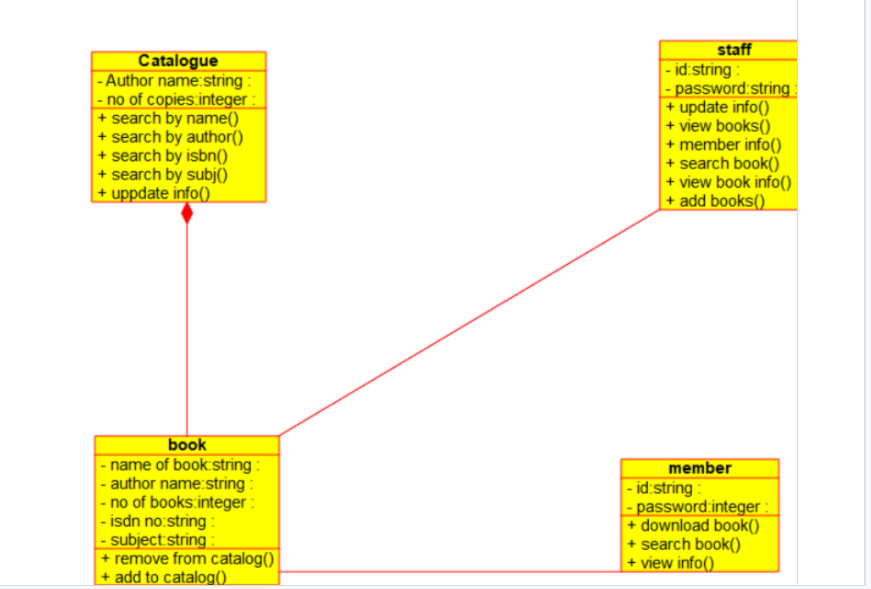 Catalogue
- Author name:string :
- no of copies:integer :
+ search by name()
+ search by author()
+ search by isbn()
+ search by subj()
+ uppdate info()
staff
- id:string :
- password:string :
+ update info()
+ view books()
+ member info()
+ search book()
+ view book info()
+ add books()
book
- name of book:string :
- author name:string :
- no of books:integer :
- isdn no:string :
- subject:string :
+ remove from catalog()
+ add to catalog()
member
- id:string :
- password:integer :
+ download book()
+ search book()
+ view info()